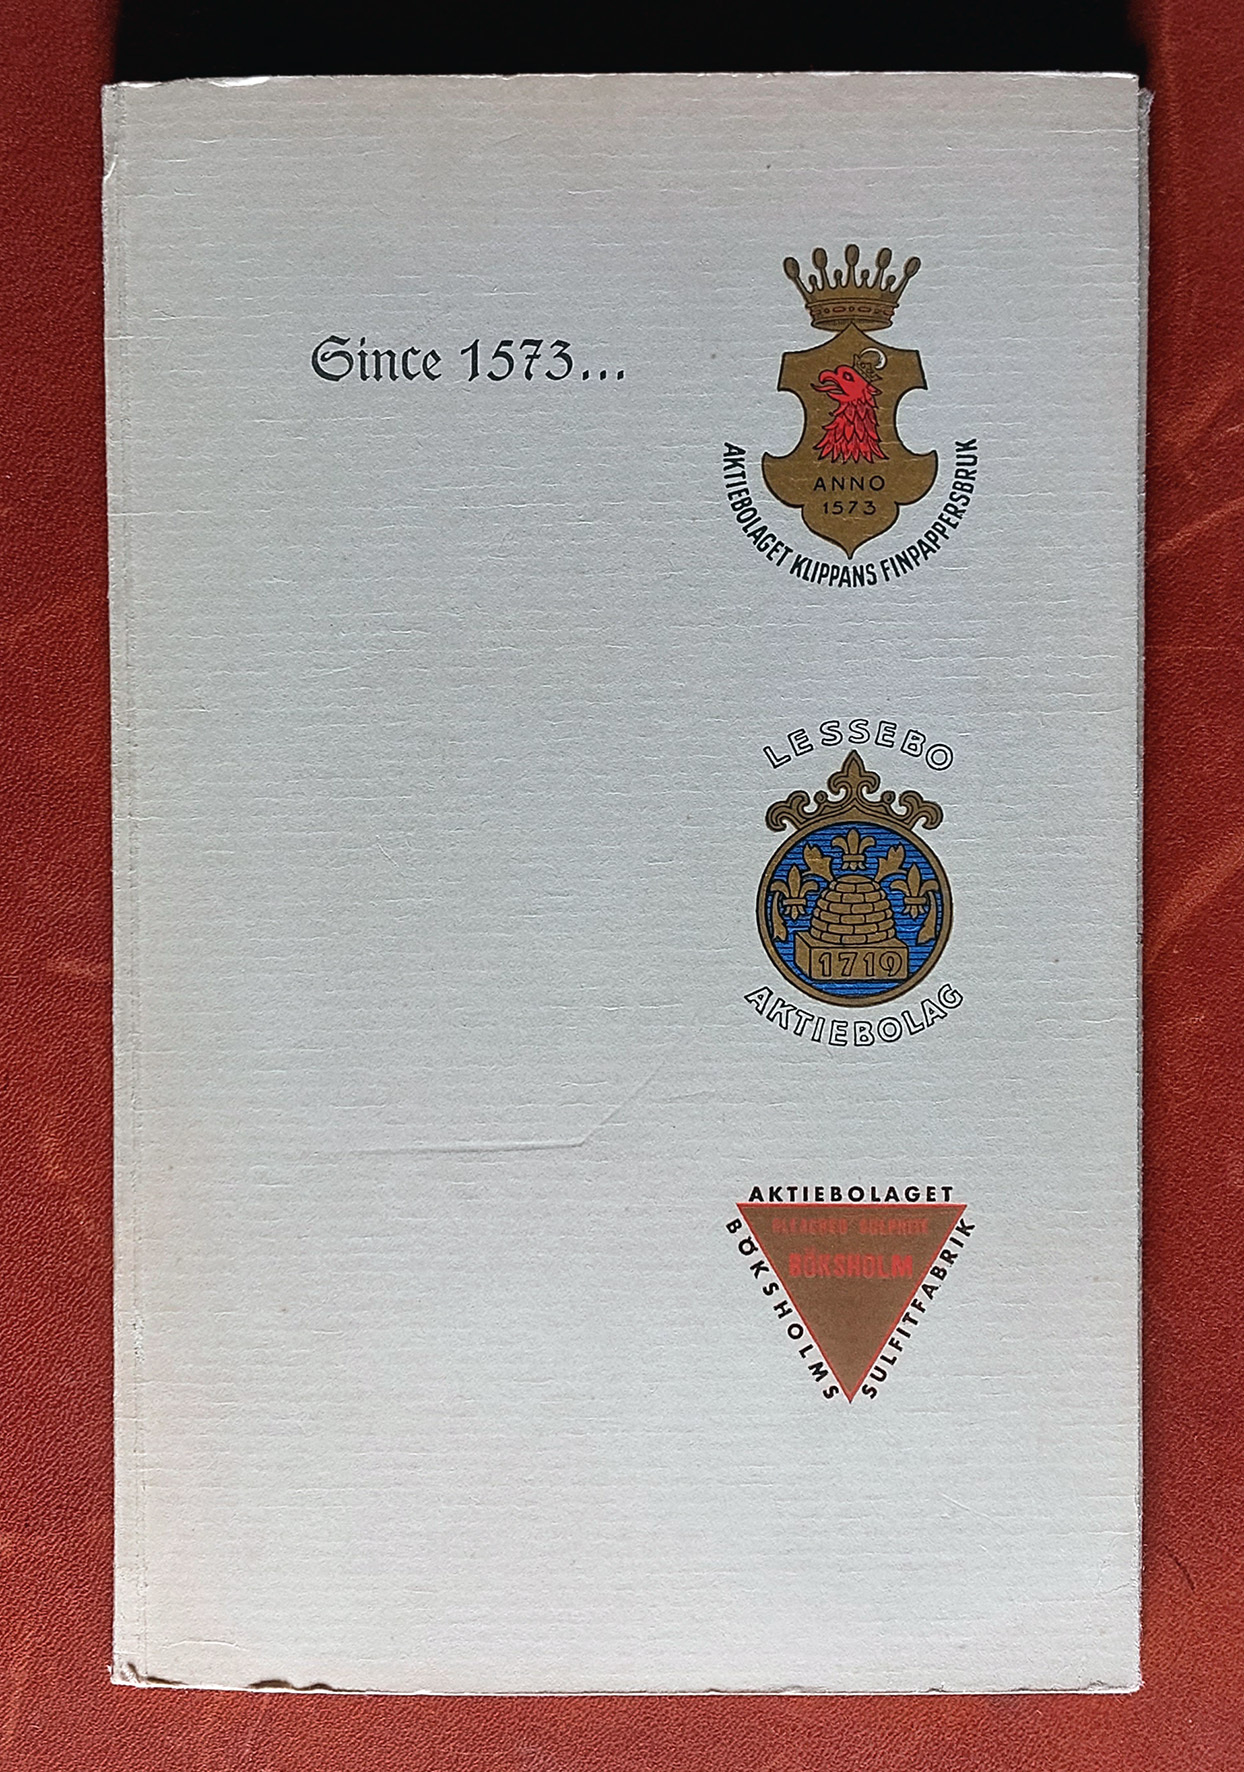 Since 1573...
ANNO
1573
AKTIEBOLAGET KLIPPANS FINPAPPERSBRUK
LESSEBO
1719
AKTIEBOLAG
AKTIEBOLAGET
BLEACHED SULPHITE
BÖKSHOLM
BÖKSHOLMS
SULFITFABRIK